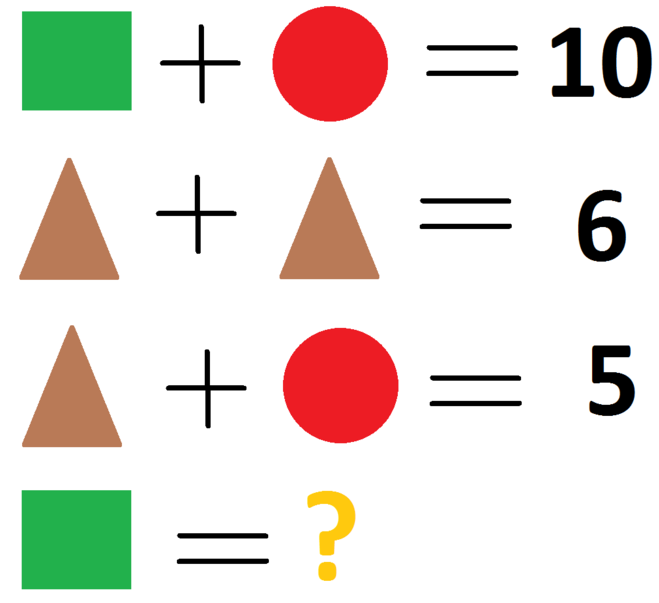 + = 10
+ = 6
+ = 5
= ?